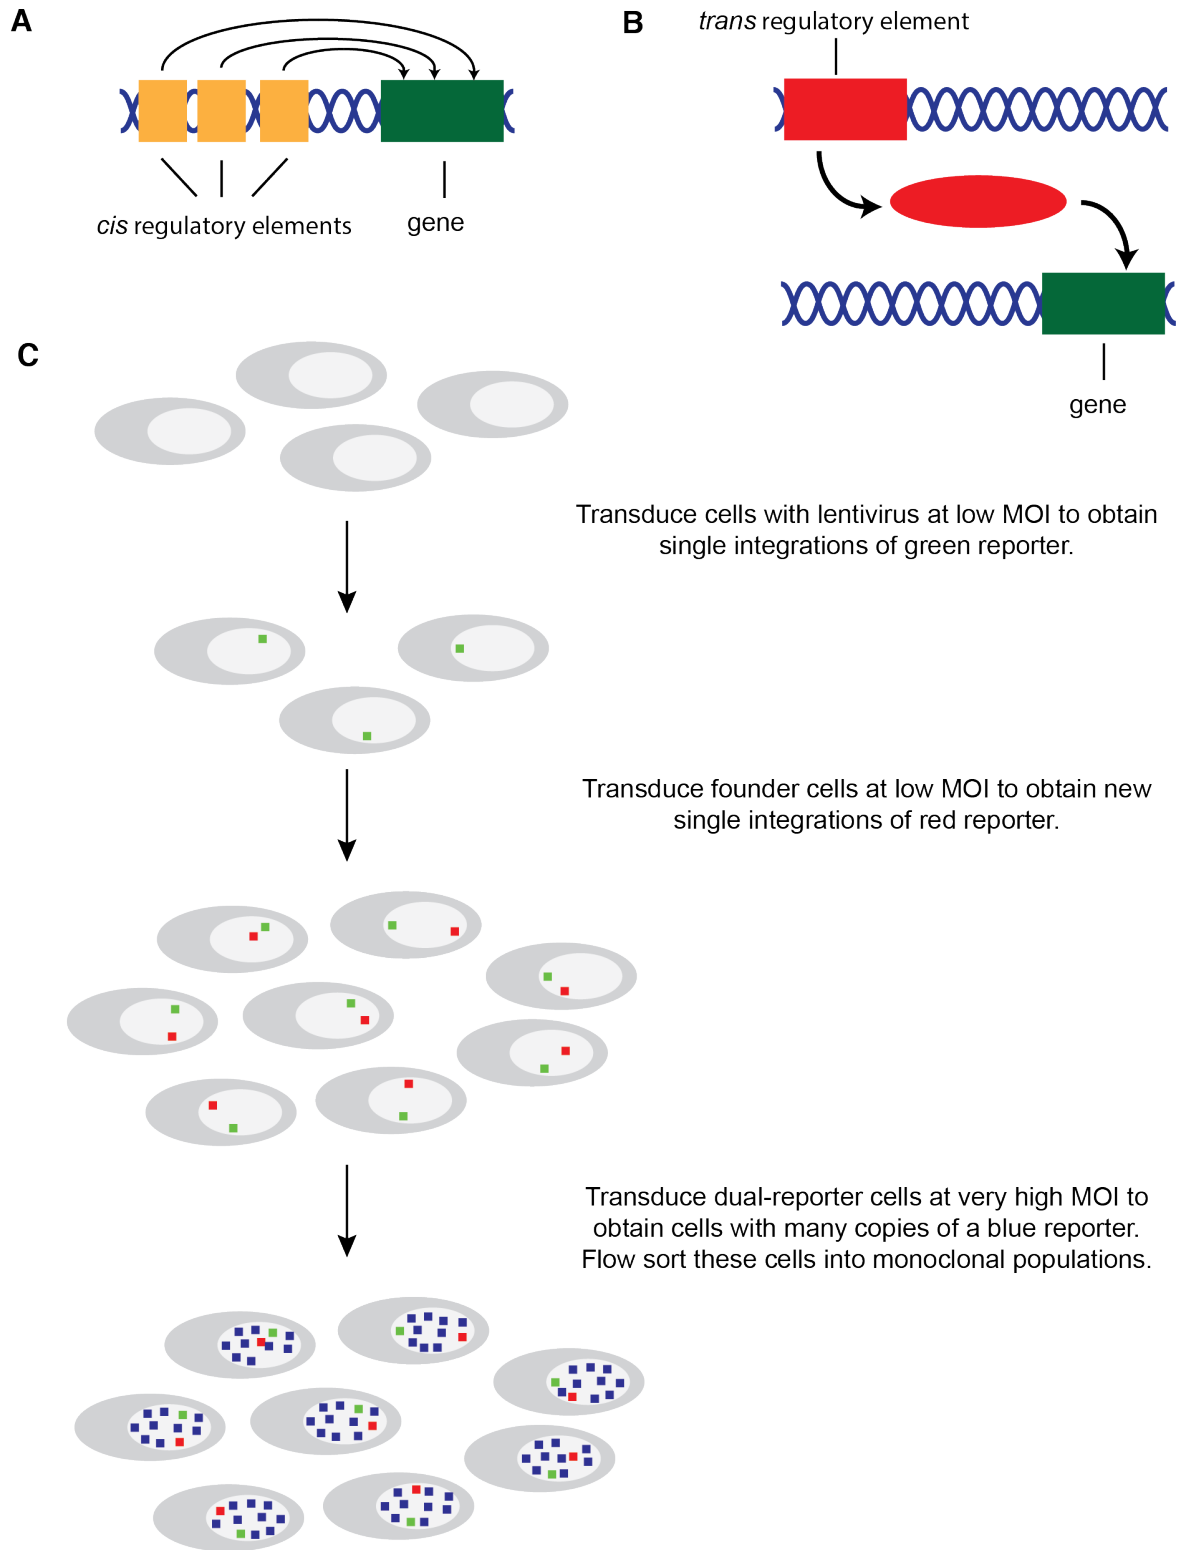 A
cis regulatory elements
gene
B
trans regulatory element
gene
C
Transduce cells with lentivirus at low MOI to obtain
single integrations of green reporter.
Transduce founder cells at low MOI to obtain new
single integrations of red reporter.
Transduce dual-reporter cells at very high MOI to
obtain cells with many copies of a blue reporter.
Flow sort these cells into monoclonal populations.